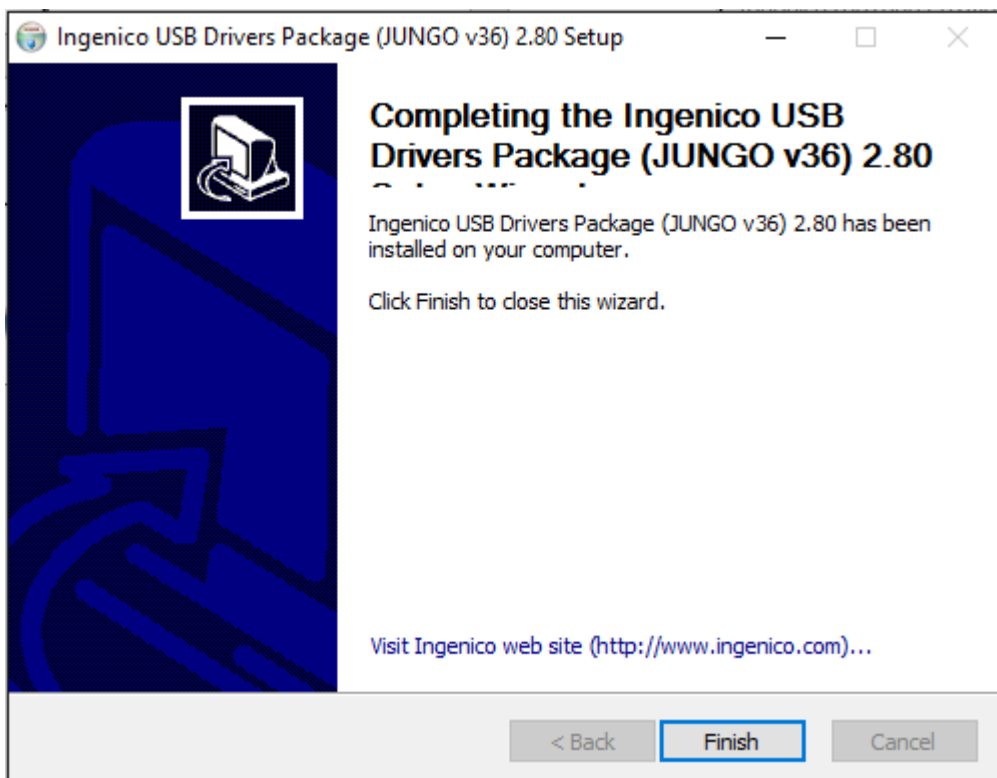 Ingenico USB Drivers Package (JUNGO v36) 2.80 Setup
Completing the Ingenico USB
Drivers Package (JUNGO v36) 2.80
Ingenico USB Drivers Package (JUNGO v36) 2.80 has been
installed on your computer.
Click Finish to close this wizard.
Visit Ingenico web site (http://www.ingenico.com)...
< Back
Finish
Cancel